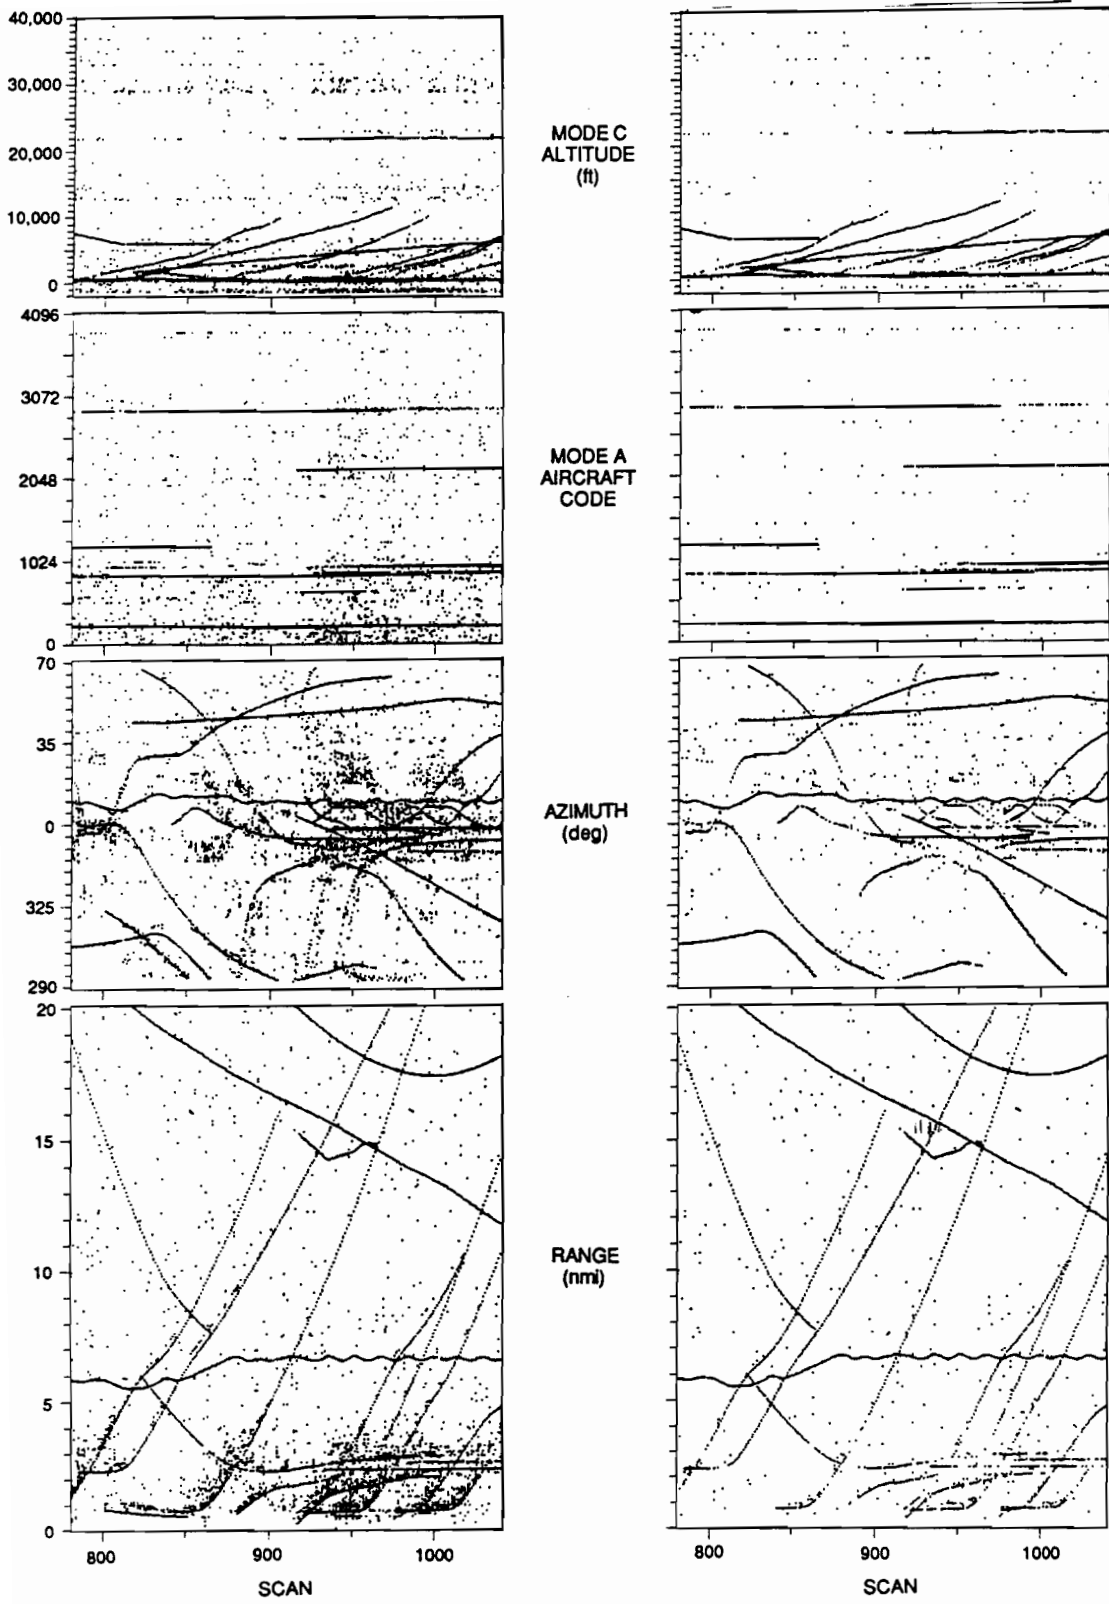 40,000
30,000
20,000
10,000
0
MODE C
ALTITUDE
(ft)
4096
3072
2048
1024
0
MODE A
AIRCRAFT
CODE
70
35
0
325
290
AZIMUTH
(deg)
20
15
10
5
0
RANGE
(nmi)
800
900
1000
SCAN
800
900
1000
SCAN